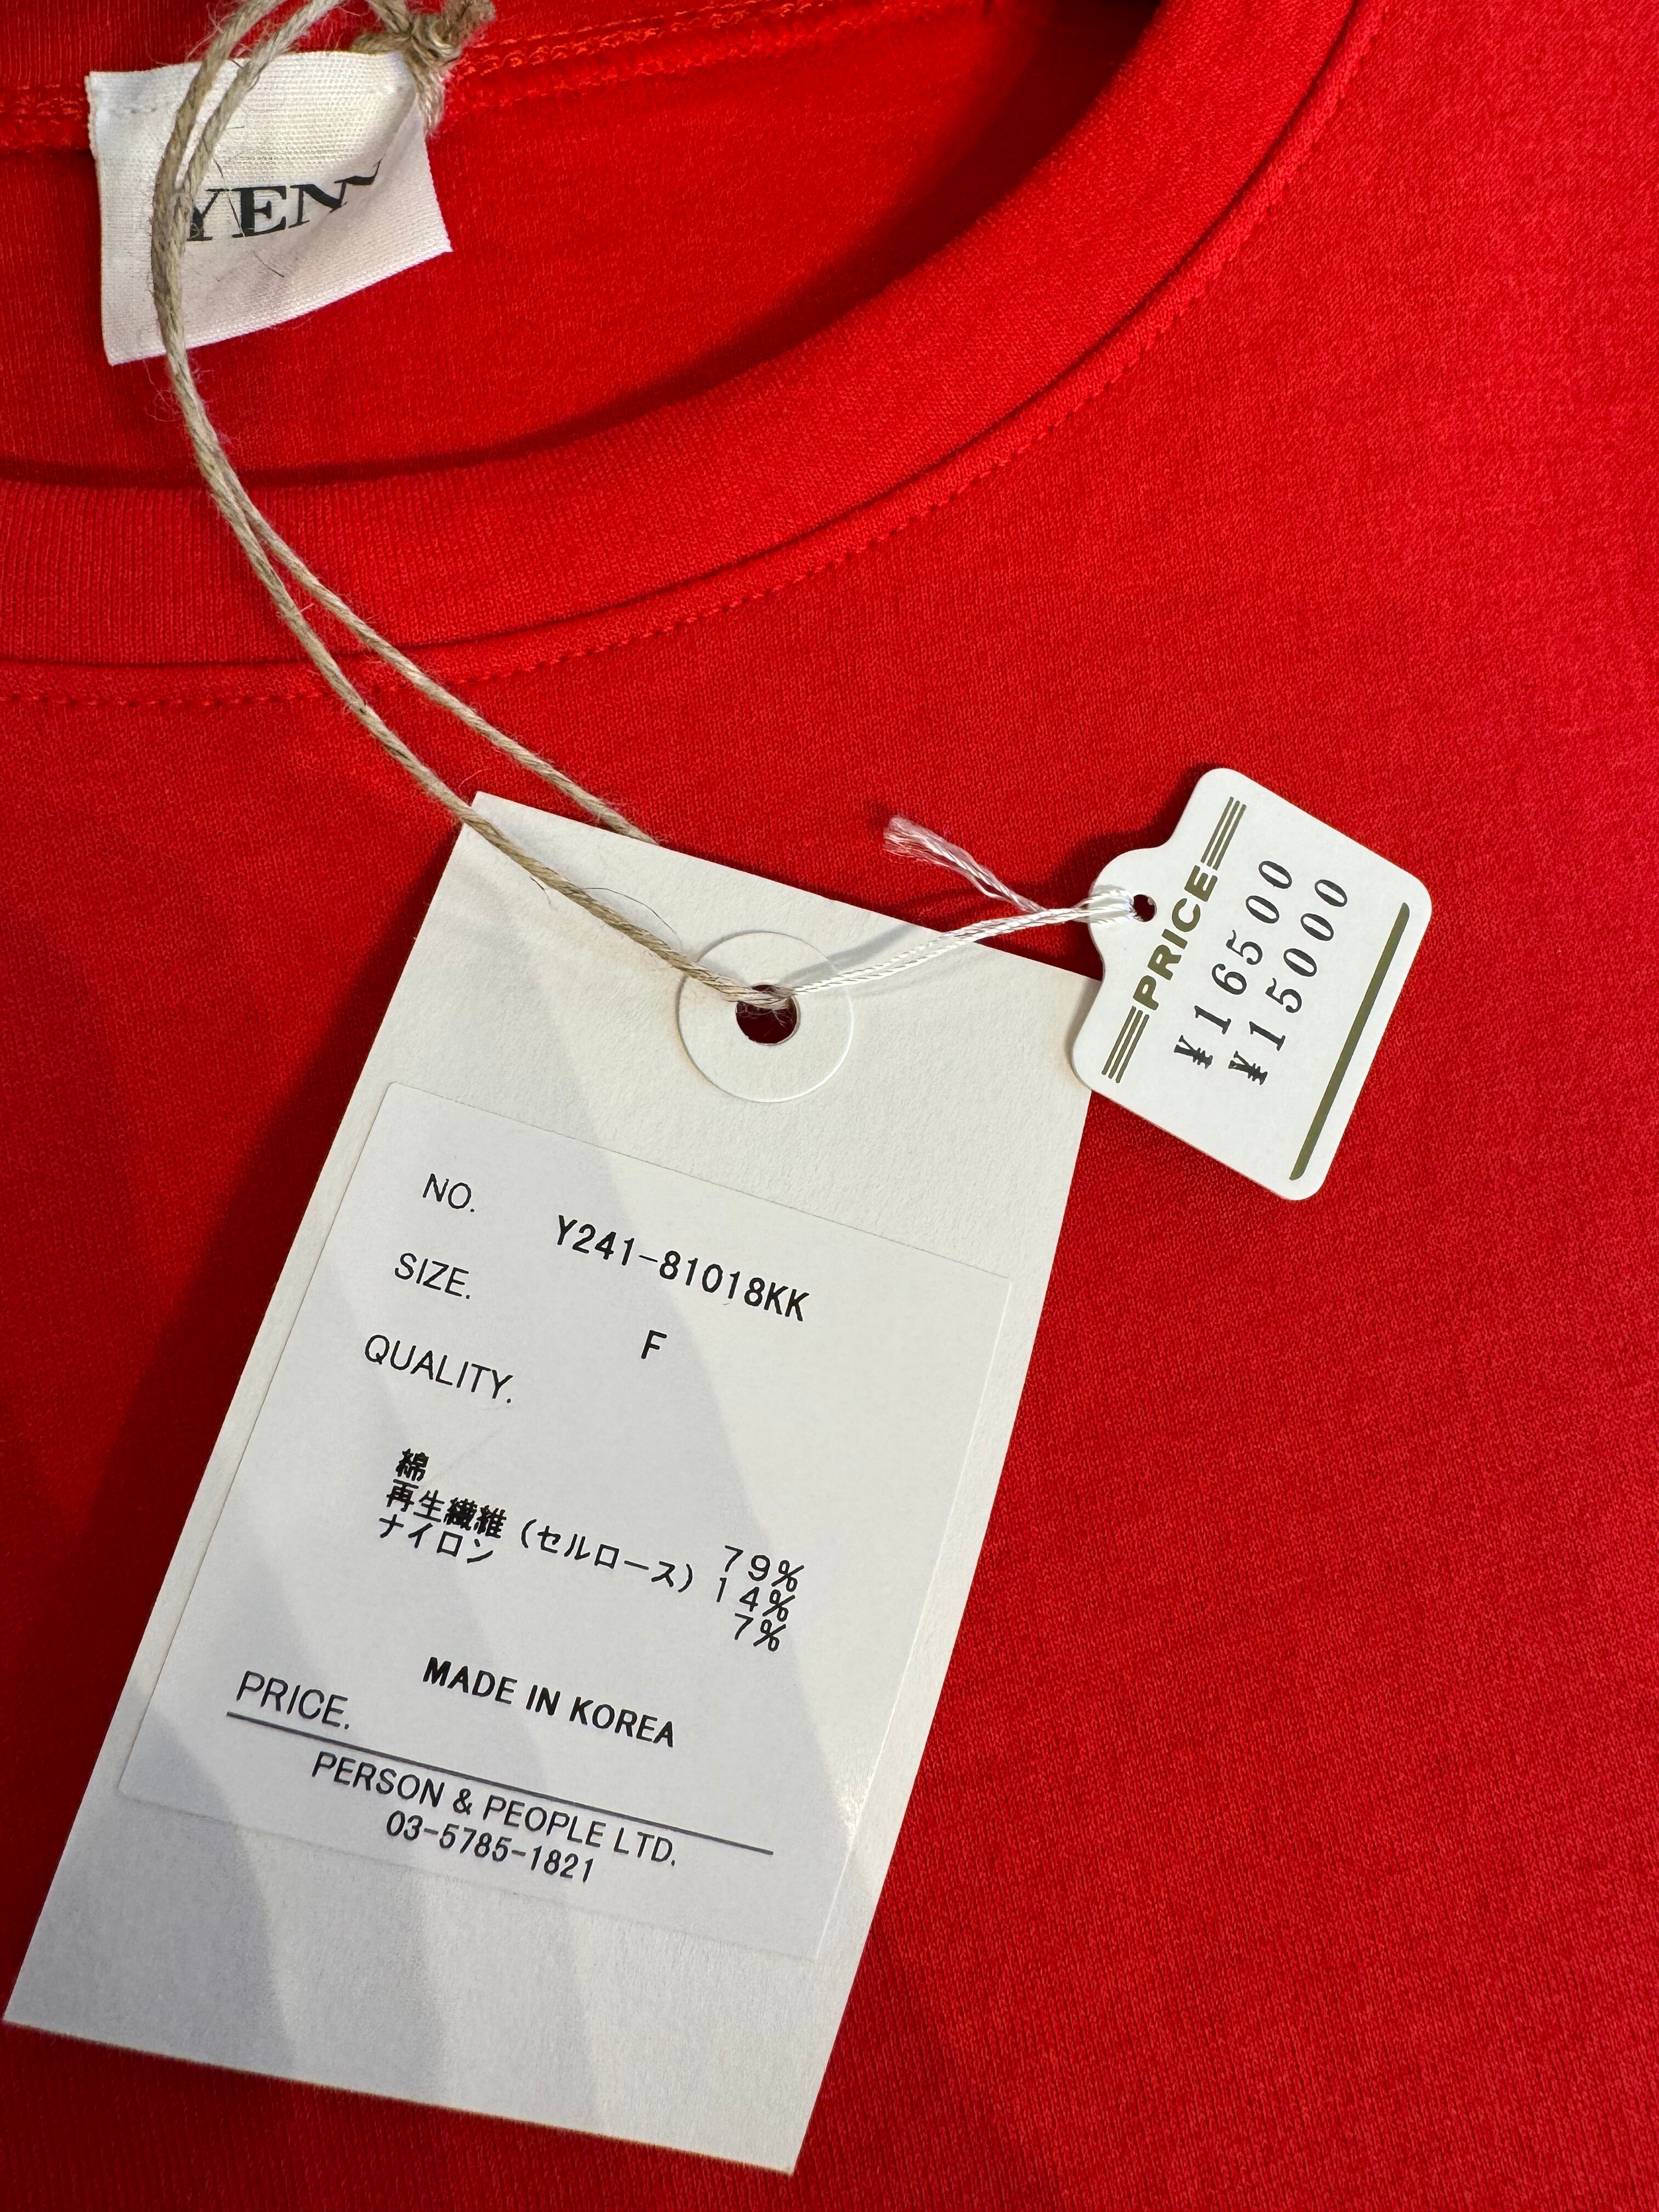 YEN
PRICE
¥16500
¥15000
NO. Y241-81018KK
SIZE. F
QUALITY.
綿 79%
再生繊維(セルロース) 14%
ナイロン 7%
MADE IN KOREA
PRICE.
PERSON & PEOPLE LTD.
03-5785-1821